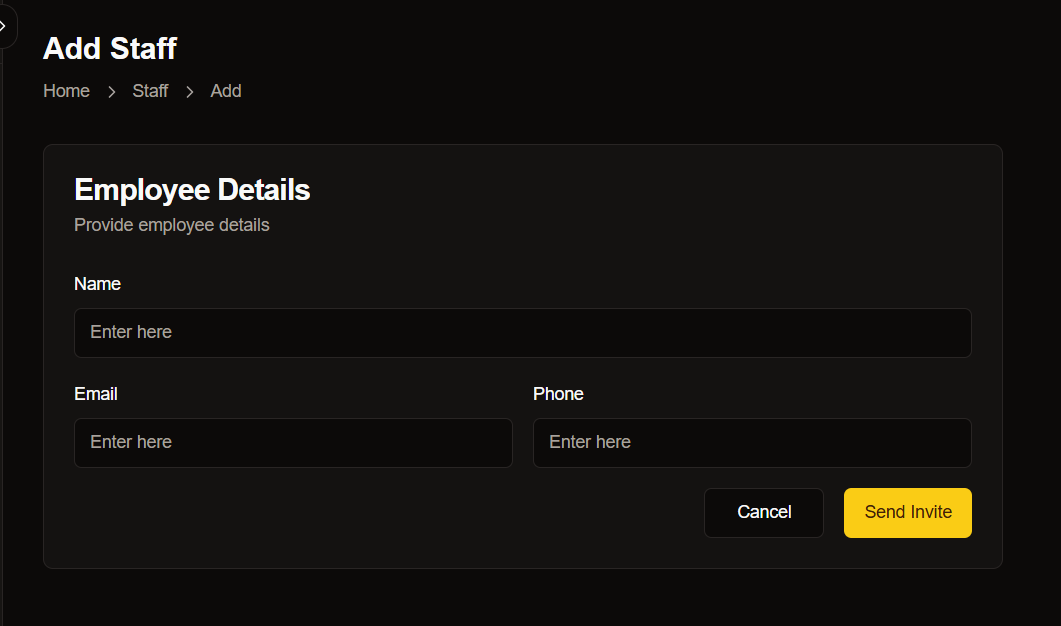 Add Staff
Home > Staff > Add
Employee Details
Provide employee details
Name
Enter here
Email Phone
Enter here Enter here
Cancel Send Invite